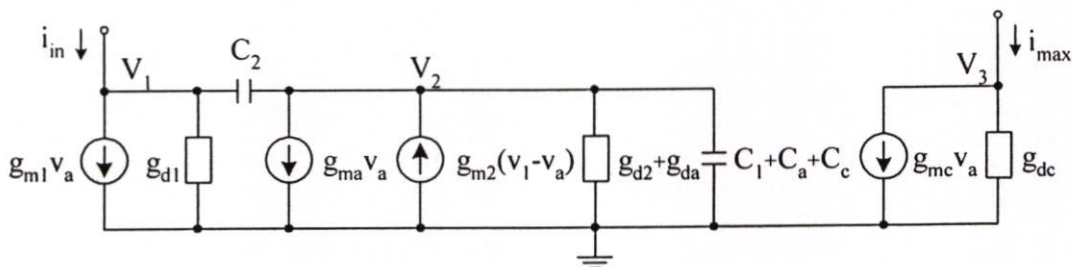 i_in
C_2
V_1
V_2
V_3
i_max
g_m1 v_a
g_d1
g_ma v_a
g_m2(v_1-v_a)
g_d2+g_da
C_1+C_a+C_c
g_mc v_a
g_dc